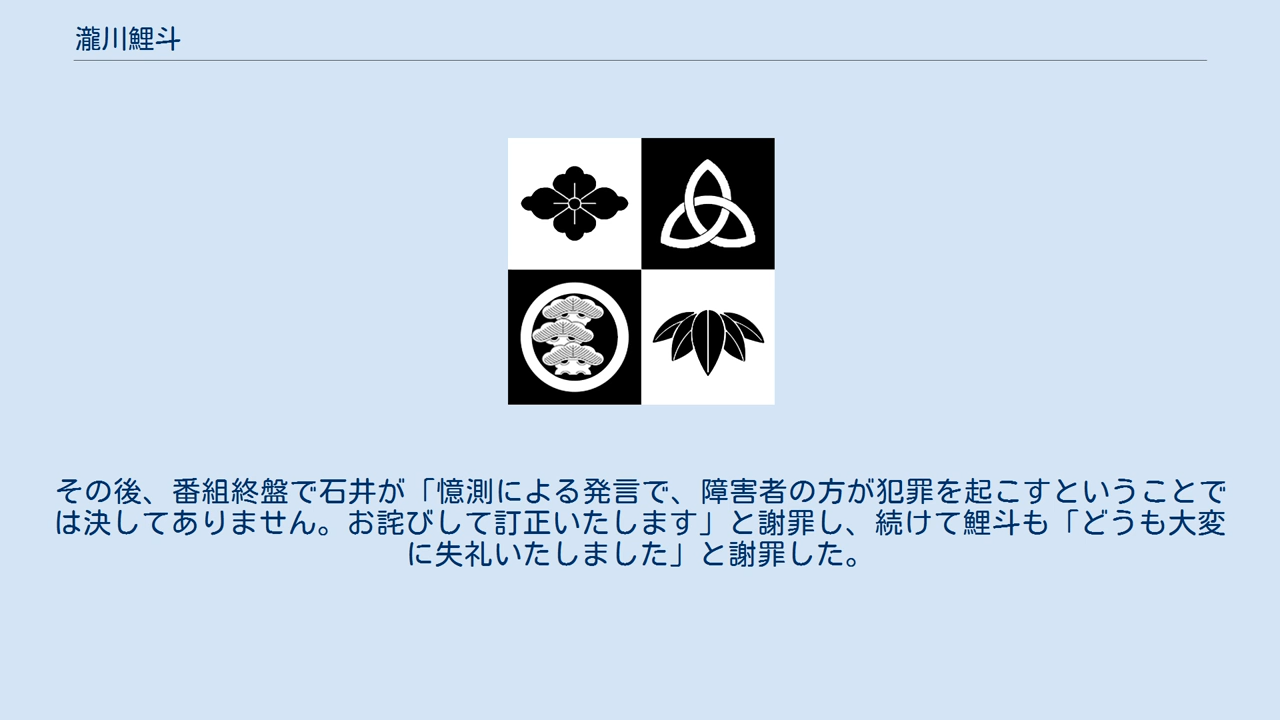 瀧川鯉斗
その後、番組終盤で石井が「憶測による発言で、障害者の方が犯罪を起こすということで
は決してありません。お詫びして訂正いたします」と謝罪し、続けて鯉斗も「どうも大変
に失礼いたしました」と謝罪した。